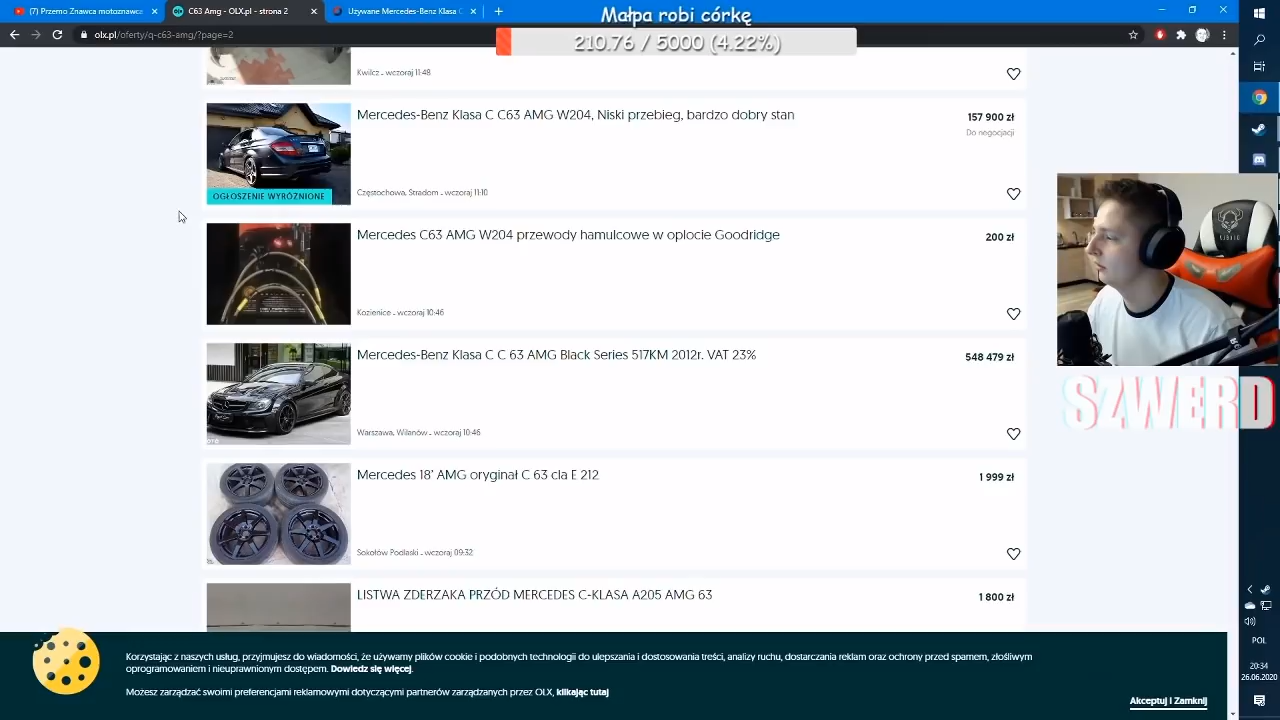 (7) Przemo Znawca motoznawc
C63 Amg - OLX.pl - strona 2
Używane Mercedes-Benz Klasa C
Małpa robi córkę
210.76 / 5000 (4.22%)
olx.pl/oferty/q-c63-amg/?page=2
Kwilcz - wczoraj 11:48
Mercedes-Benz Klasa C C63 AMG W204, Niski przebieg, bardzo dobry stan
157 900 zł
Do negocjacji
OGŁOSZENIE WYRÓŻNIONE
Częstochowa, Stradom - wczoraj 11:10
Mercedes C63 AMG W204 przewody hamulcowe w oplocie Goodridge
200 zł
Kozienice - wczoraj 10:46
Mercedes-Benz Klasa C C 63 AMG Black Series 517KM 2012r. VAT 23%
548 479 zł
Warszawa, Wilanów - wczoraj 10:46
SZWERD
Mercedes 18' AMG oryginał C 63 cla E 212
1 999 zł
Sokołów Podlaski - wczoraj 09:32
LISTWA ZDERZAKA PRZÓD MERCEDES C-KLASA A205 AMG 63
1 800 zł
Korzystając z naszych usług, przyjmujesz do wiadomości, że używamy plików cookie i podobnych technologii do ulepszania i dostosowania treści, analizy ruchu, dostarczania reklam oraz ochrony przed spamem, złośliwym
oprogramowaniem i nieuprawnionym dostępem. Dowiedz się więcej.
Możesz zarządzać swoimi preferencjami reklamowymi dotyczącymi partnerów zarządzanych przez OLX, klikając tutaj
Akceptuj i Zamknij
POL
20:34
26.06.2020